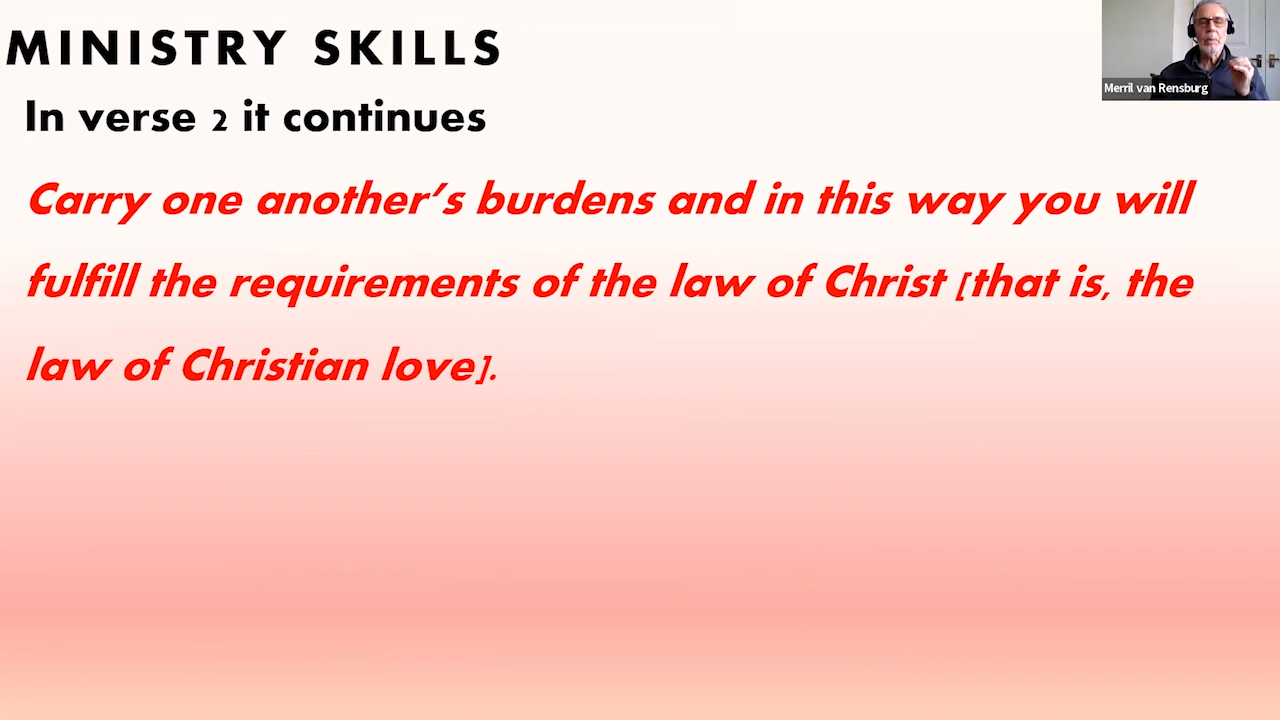 MINISTRY SKILLS
In verse 2 it continues
Carry one another's burdens and in this way you will
fulfill the requirements of the law of Christ [that is, the
law of Christian love].
Merril van Rensburg